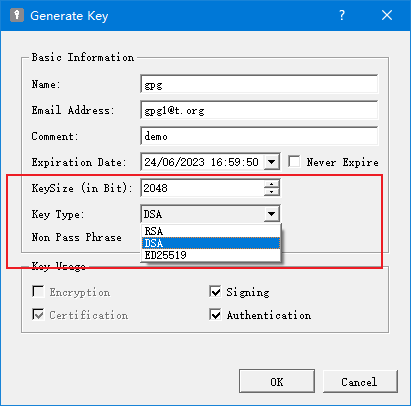 Generate Key
Basic Information
Name: gpg
Email Address: gpg1@t.org
Comment: demo
Expiration Date: 24/06/2023 16:59:50 Never Expire
KeySize (in Bit): 2048
Key Type: DSA
RSA
Non Pass Phrase DSA
ED25519
Key Usage
Encryption Signing
Certification Authentication
OK Cancel